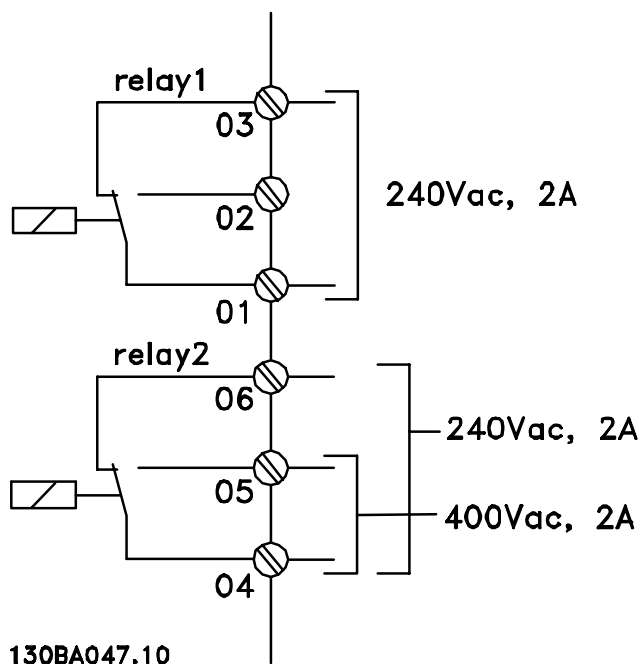 relay1
03
02
240Vac, 2A
01
relay2
06
240Vac, 2A
05
400Vac, 2A
04
130BA047.10